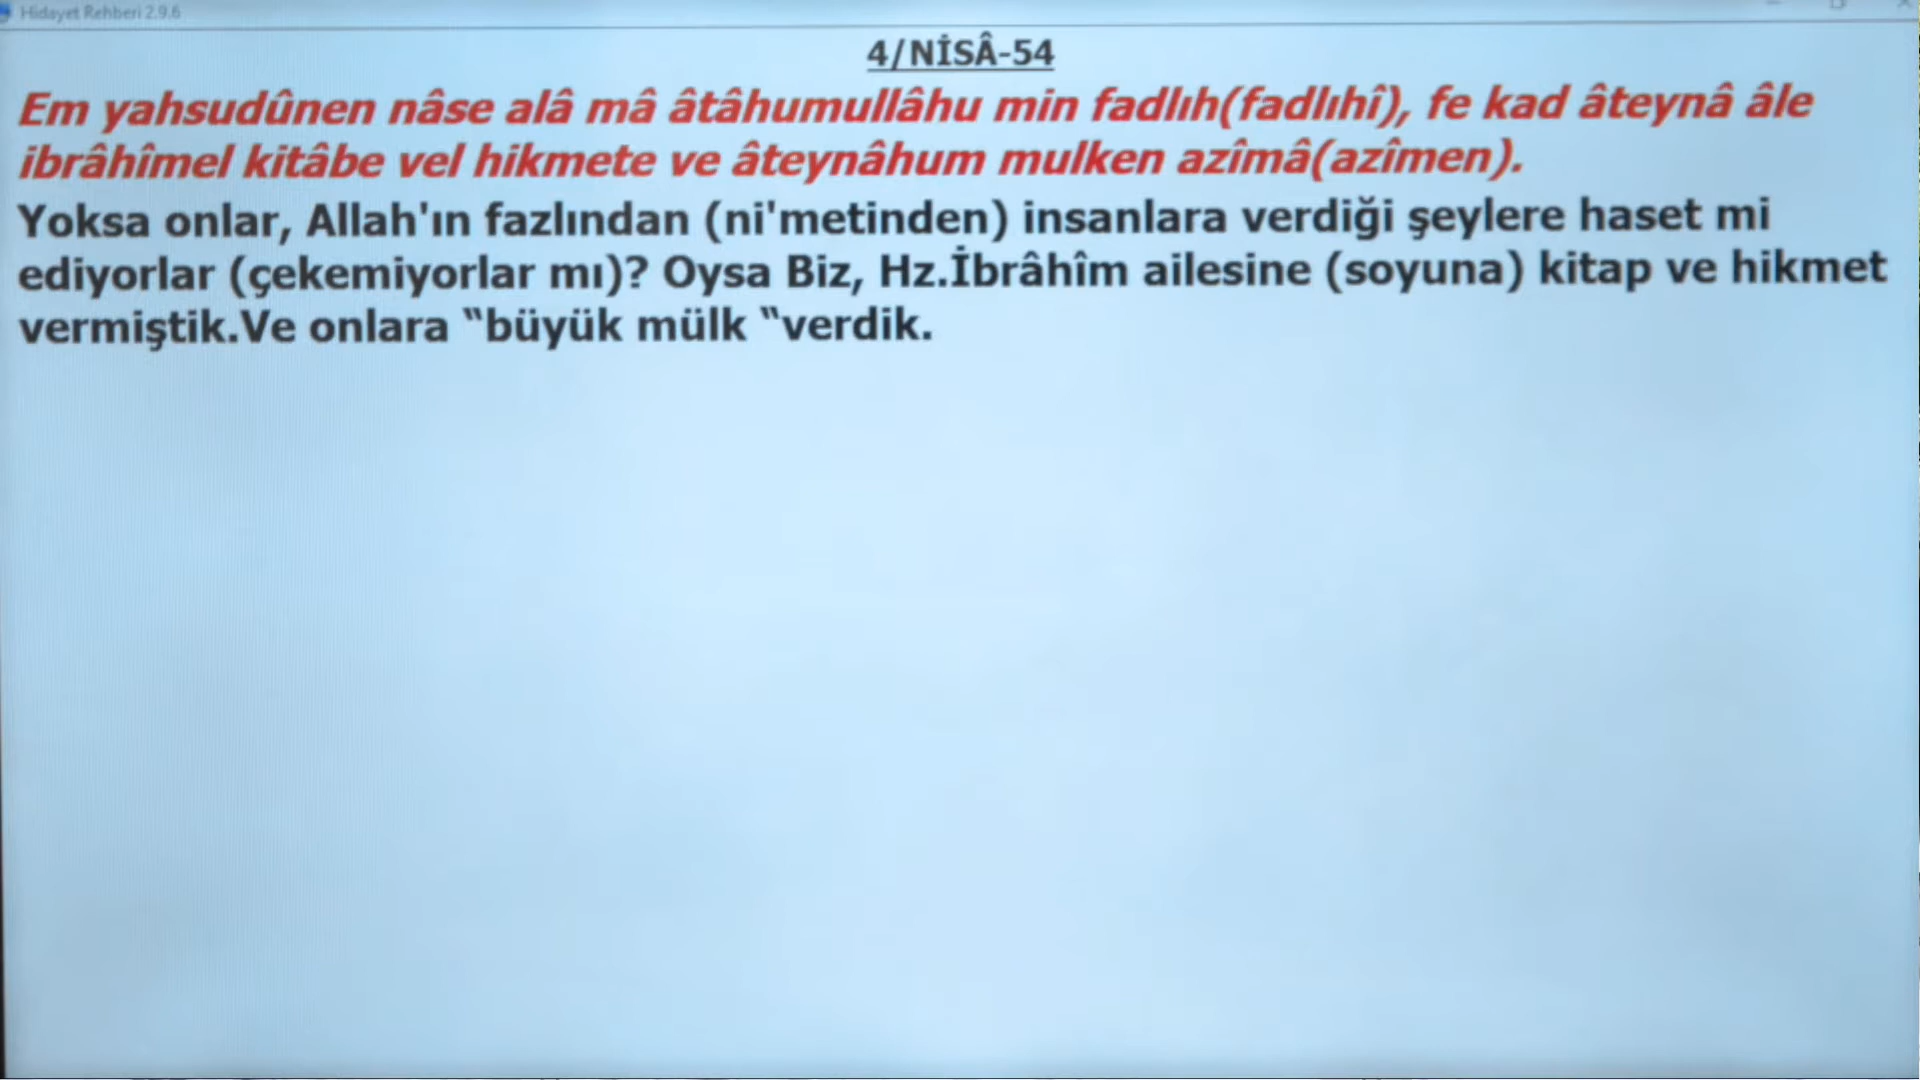 Hidayet Rehberi 2.9.6
4/NİSÂ-54
Em yahsudûnen nâse alâ mâ âtâhumullâhu min fadlıh(fadlıhî), fe kad âteynâ âle
ibrâhîmel kitâbe vel hikmete ve âteynâhum mulken azîmâ(azîmen).
Yoksa onlar, Allah'ın fazlından (ni'metinden) insanlara verdiği şeylere haset mi
ediyorlar (çekemiyorlar mı)? Oysa Biz, Hz.İbrâhîm ailesine (soyuna) kitap ve hikmet
vermiştik.Ve onlara “büyük mülk “verdik.